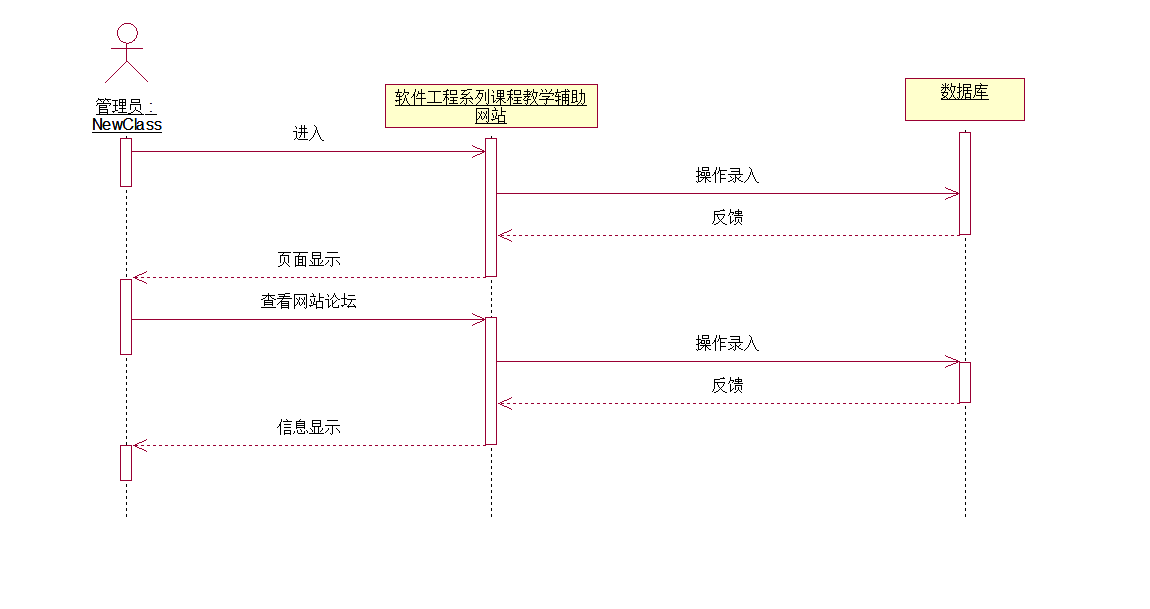 管理员 :
NewClass
软件工程系列课程教学辅助
网站
数据库
进入
操作录入
反馈
页面显示
查看网站论坛
操作录入
反馈
信息显示